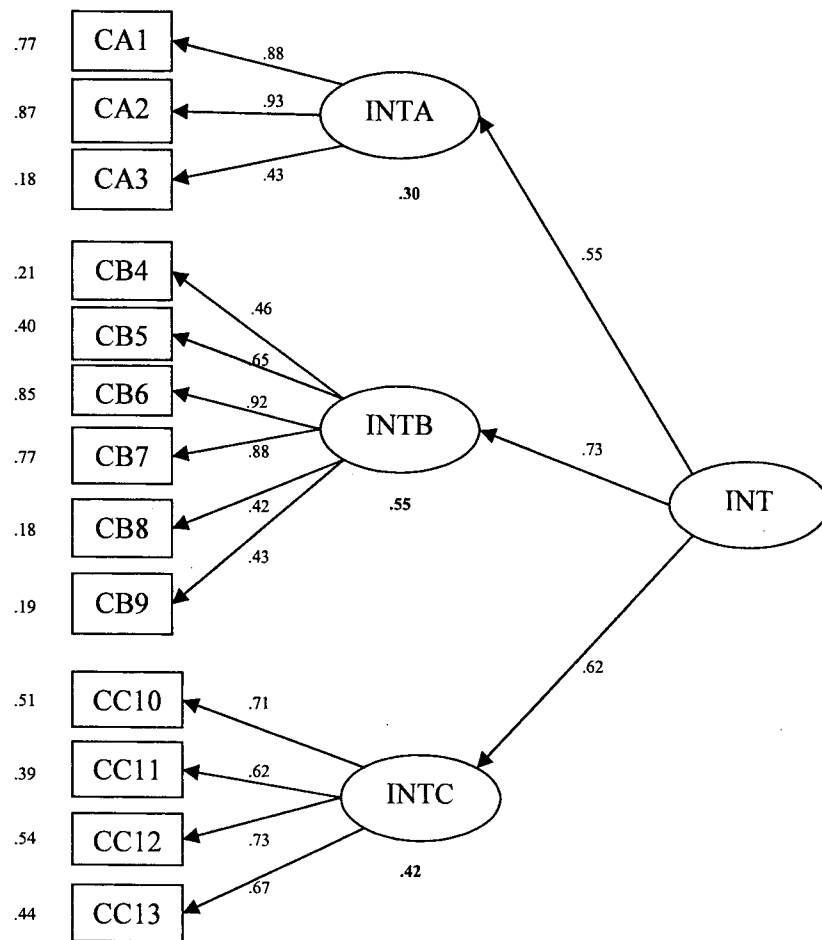 .77 CA1 .88
.87 CA2 .93 INTA
.18 CA3 .43 .30
.55
.21 CB4 .46
.40 CB5 .65
.85 CB6 .92 INTB
.77 CB7 .88 .73
.18 CB8 .42 .55 INT
.19 CB9 .43
.62
.51 CC10 .71
.39 CC11 .62 INTC
.54 CC12 .73
.42
.44 CC13 .67